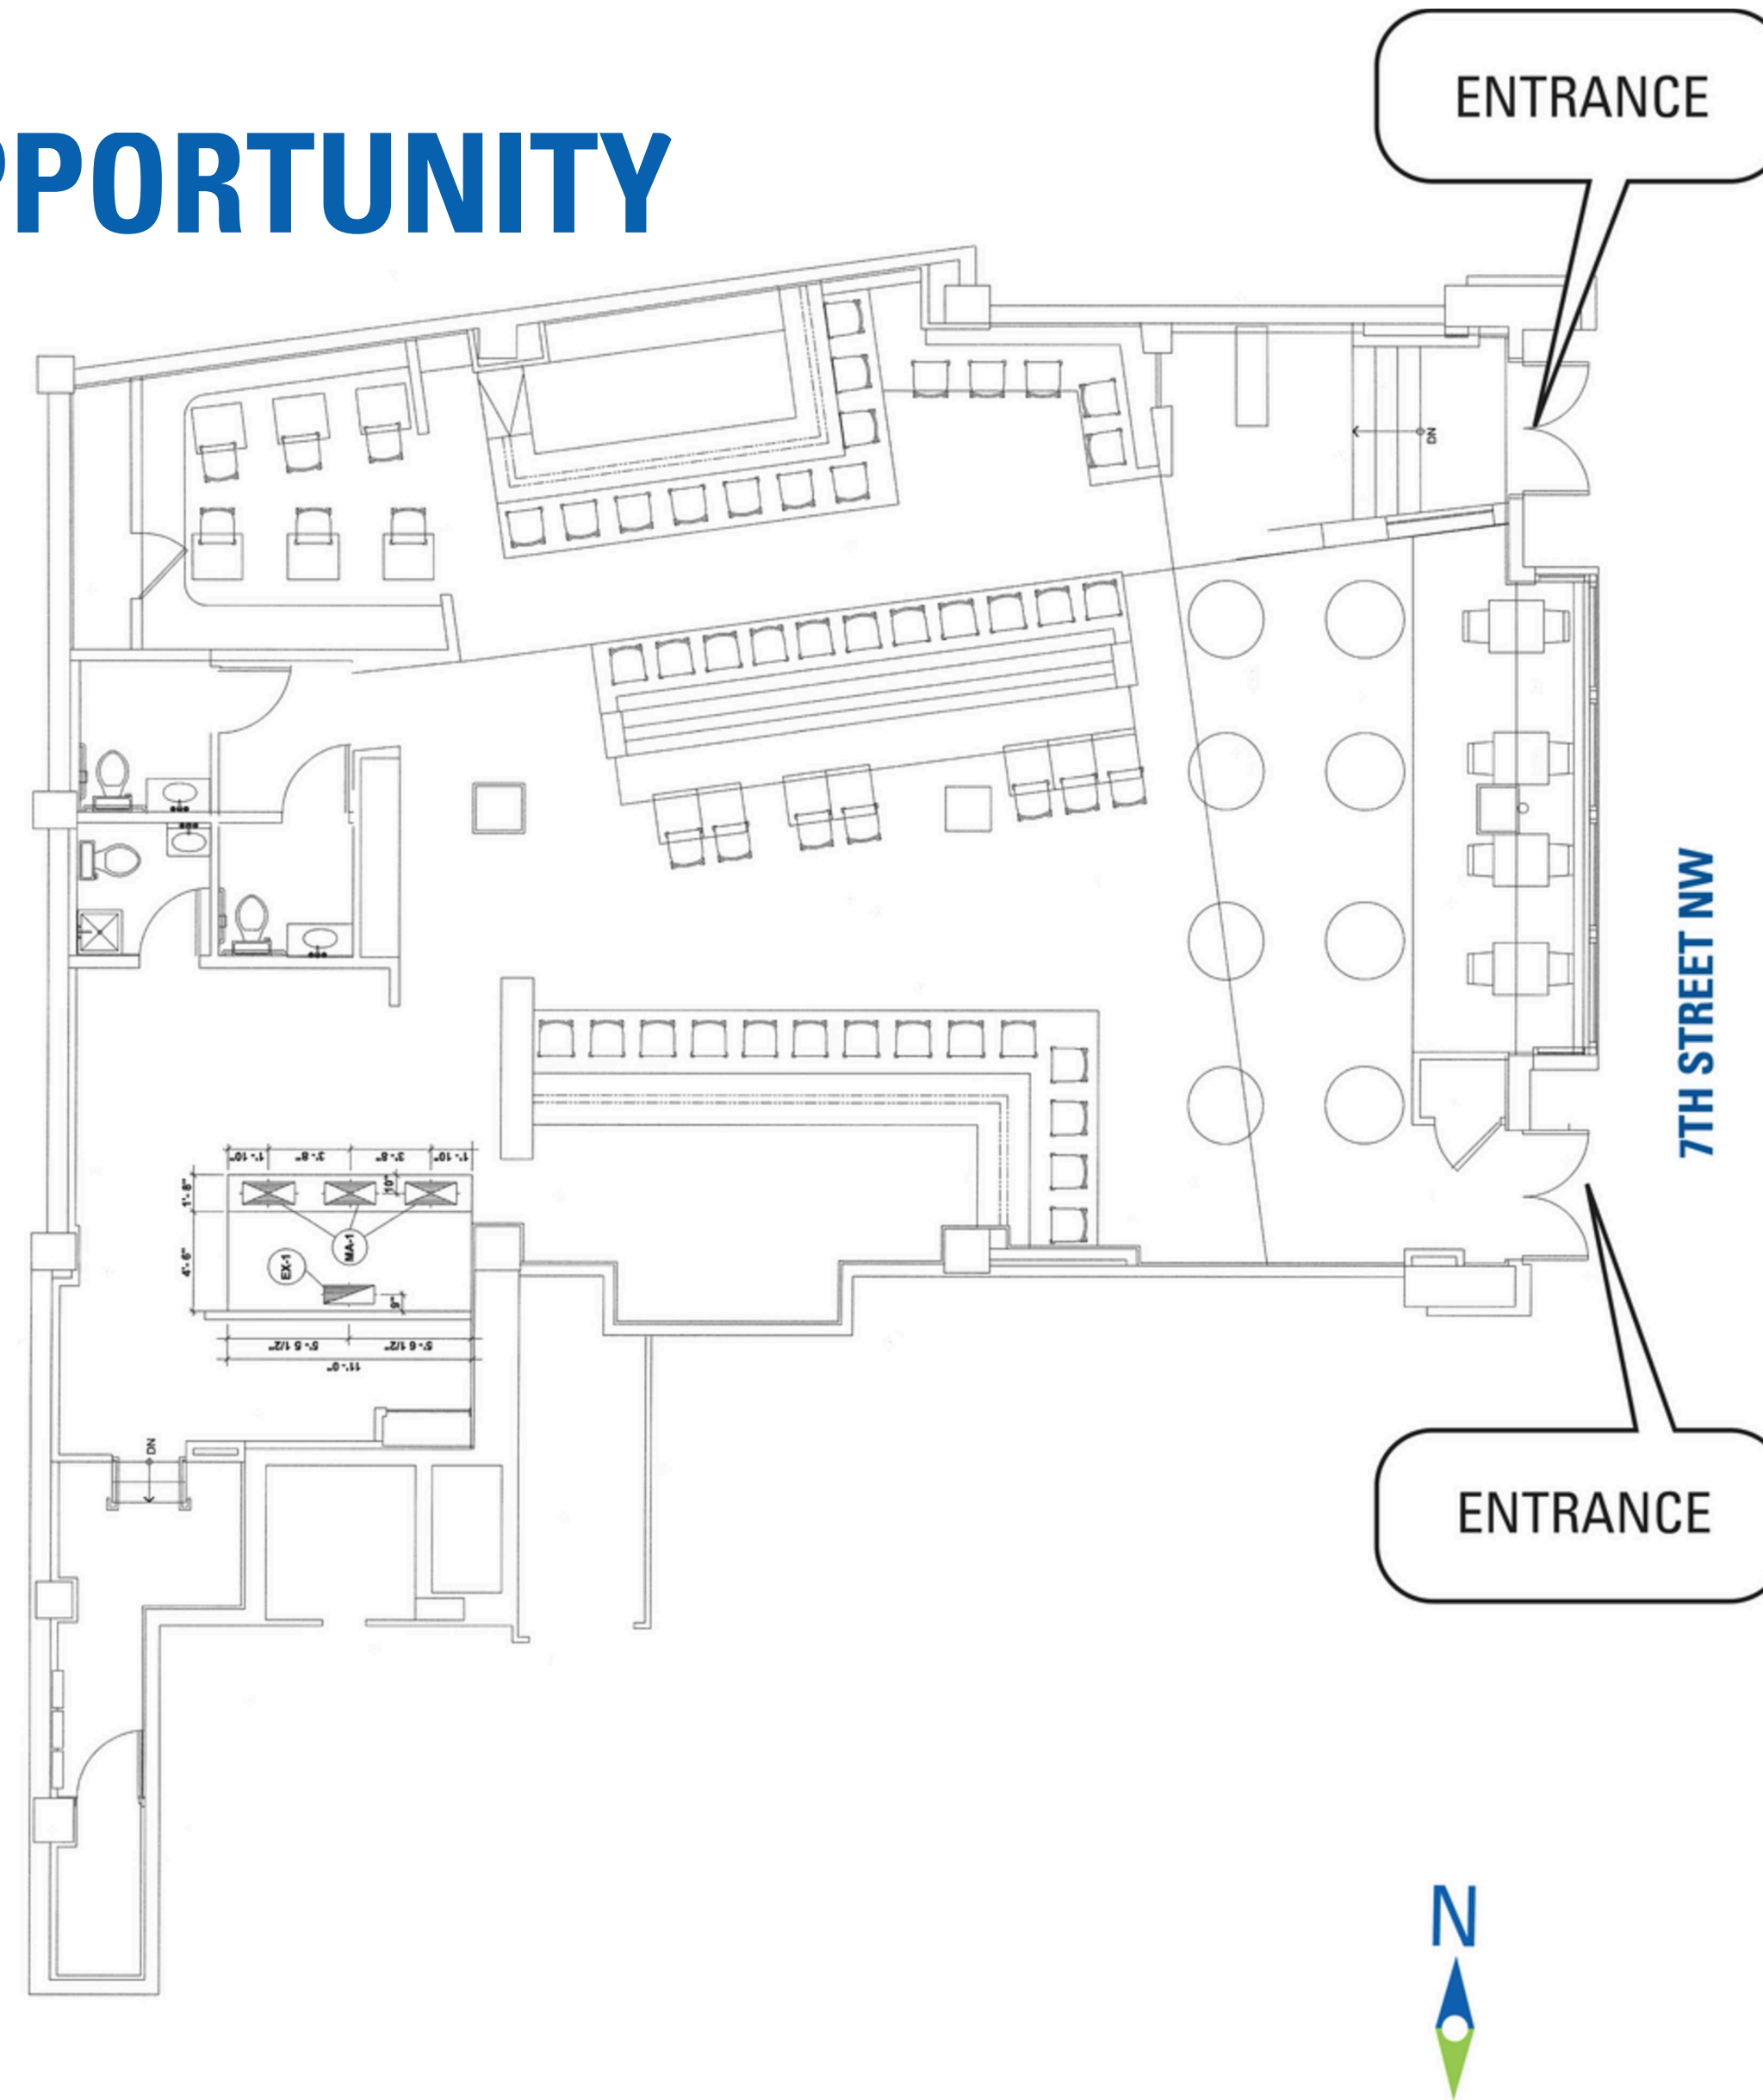 ENTRANCE
PPORTUNITY
DN
7TH STREET NW
1'- 10"
3'- 8"
3'- 8"
1'- 10"
10"
1'- 8"
MA-1
4'- 6"
EX-1
9"
5'- 5 1/2"
5'- 6 1/2"
11'- 0"
DN
ENTRANCE
N